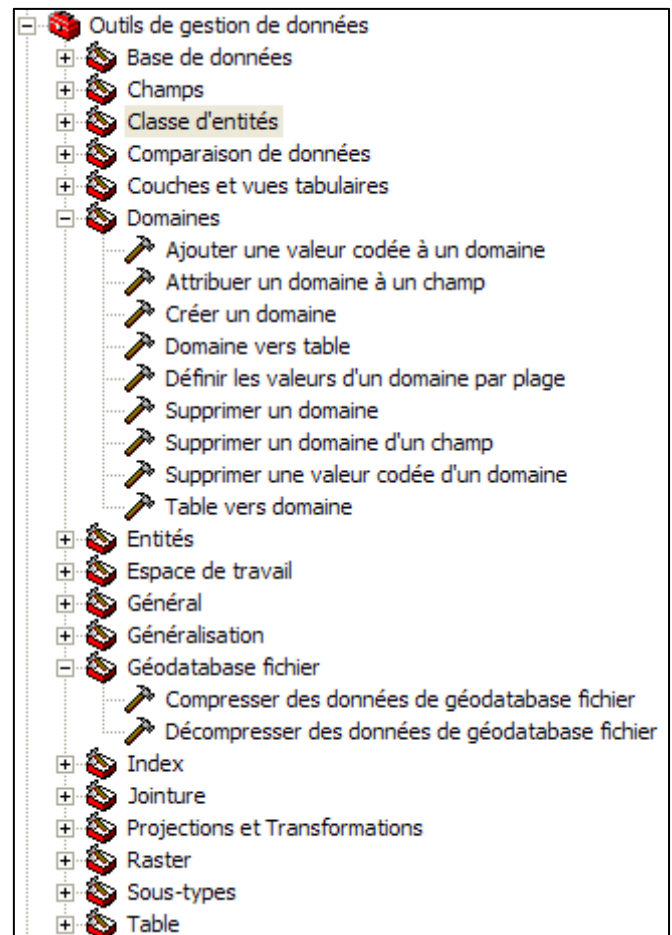 Outils de gestion de données
Base de données
Champs
Classe d'entités
Comparaison de données
Couches et vues tabulaires
Domaines
Ajouter une valeur codée à un domaine
Attribuer un domaine à un champ
Créer un domaine
Domaine vers table
Définir les valeurs d'un domaine par plage
Supprimer un domaine
Supprimer un domaine d'un champ
Supprimer une valeur codée d'un domaine
Table vers domaine
Entités
Espace de travail
Général
Généralisation
Géodatabase fichier
Compresser des données de géodatabase fichier
Décompresser des données de géodatabase fichier
Index
Jointure
Projections et Transformations
Raster
Sous-types
Table